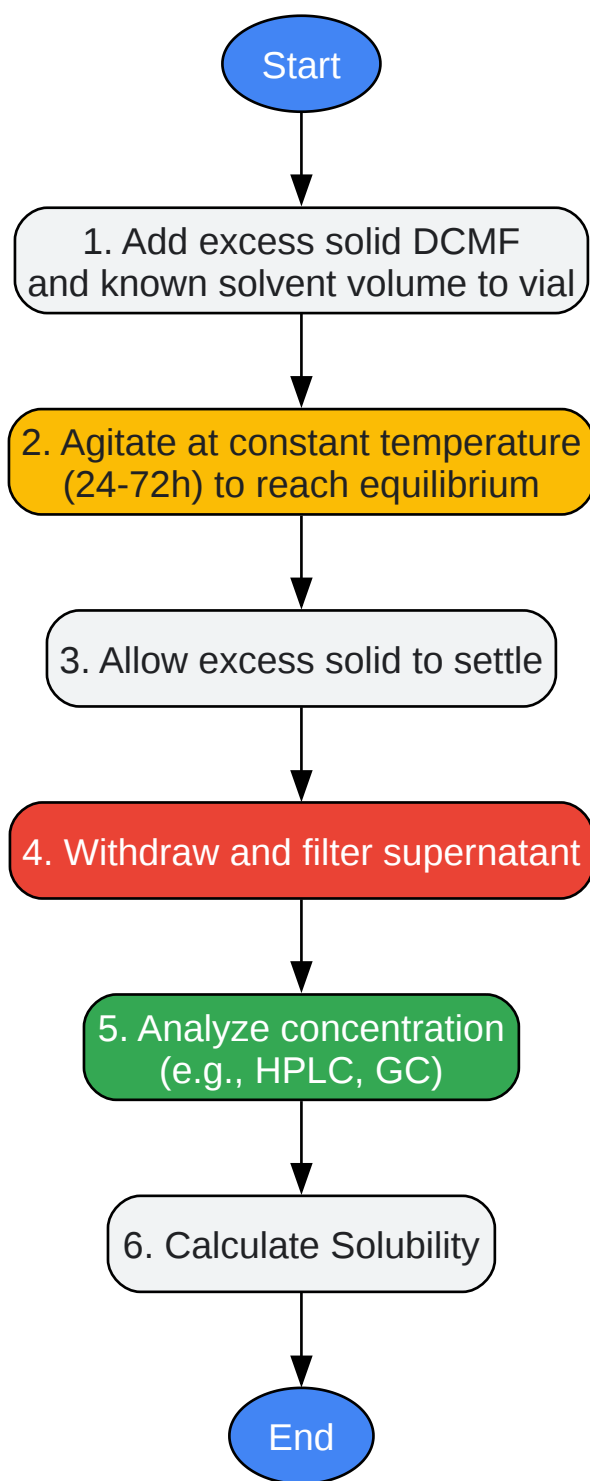 Start
1. Add excess solid DCMF
and known solvent volume to vial
2. Agitate at constant temperature
(24-72h) to reach equilibrium
3. Allow excess solid to settle
4. Withdraw and filter supernatant
5. Analyze concentration
(e.g., HPLC, GC)
6. Calculate Solubility
End